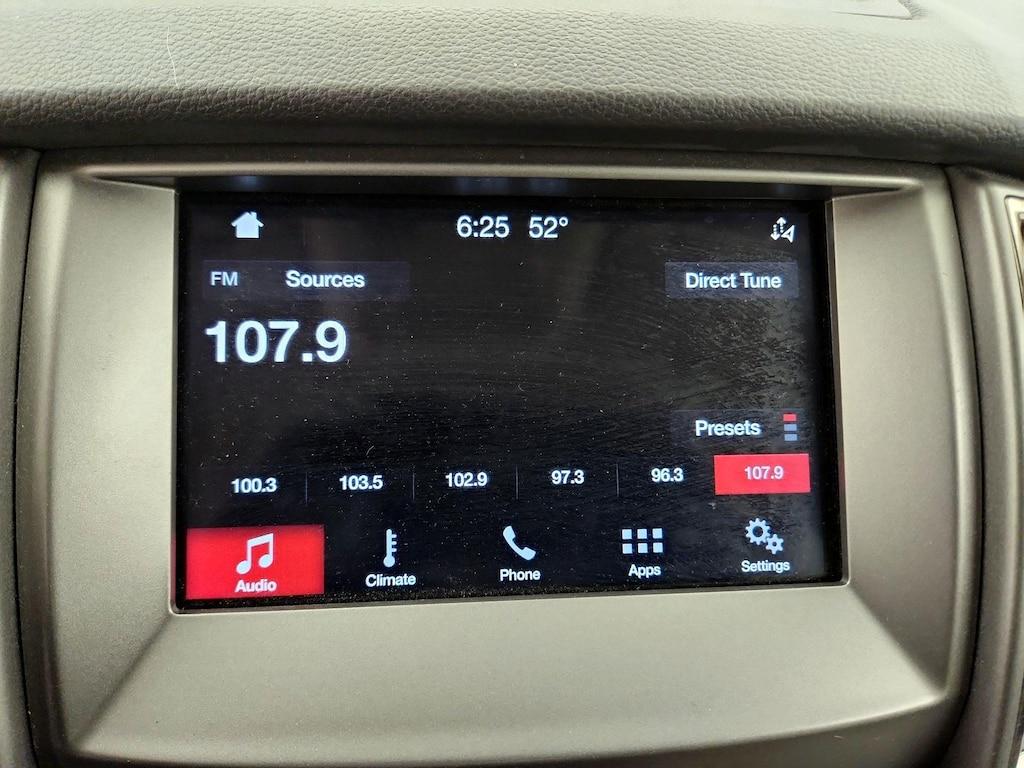 6:25 52°
FM Sources Direct Tune
107.9
Presets
100.3 103.5 102.9 97.3 96.3 107.9
Audio Climate Phone Apps Settings